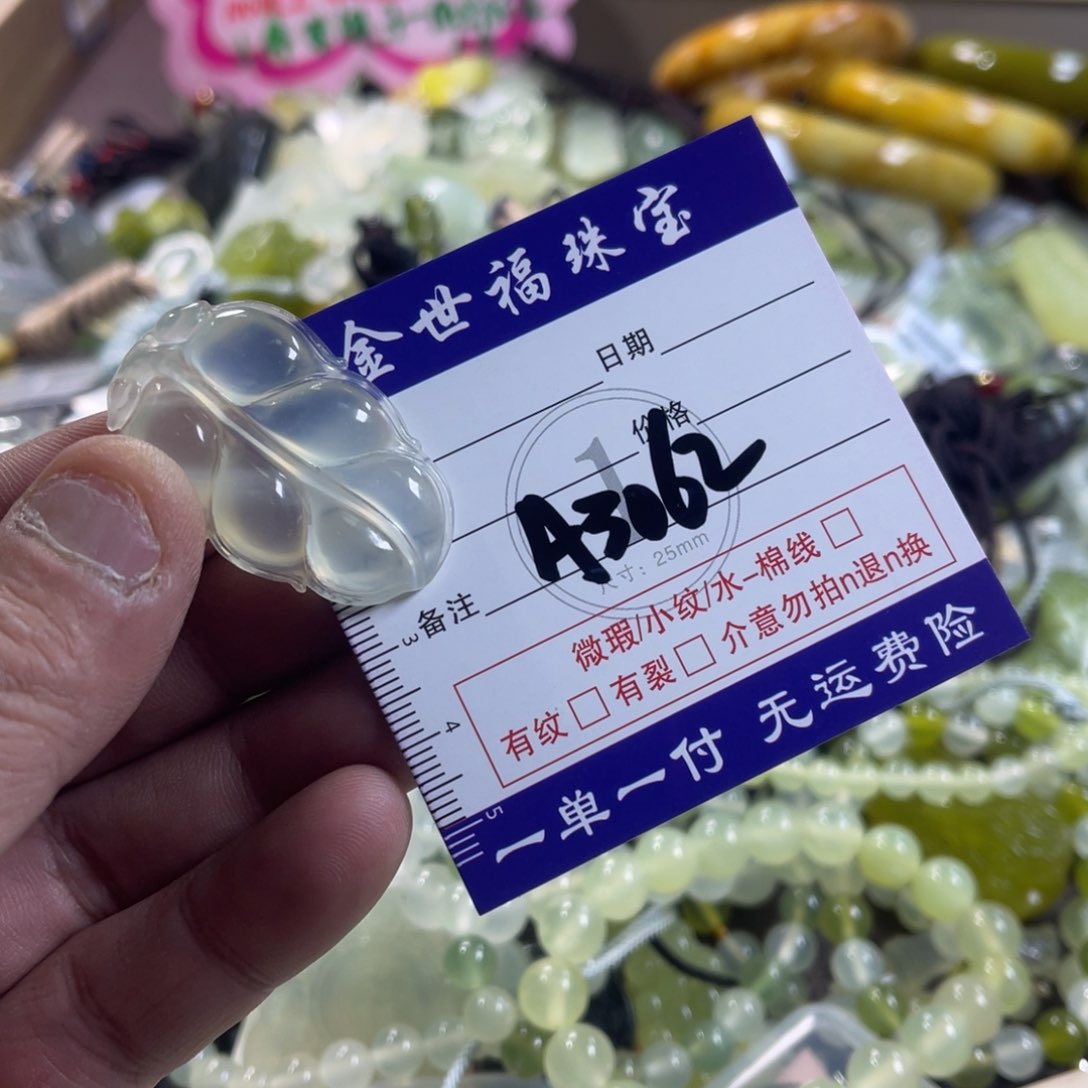 金世福珠宝
日期
价格
1
A3062
尺寸：25mm
备注
微瑕/小纹/水-棉线□
有纹□有裂□介意勿拍n退n换
3
4
5
一单一付 无运费险